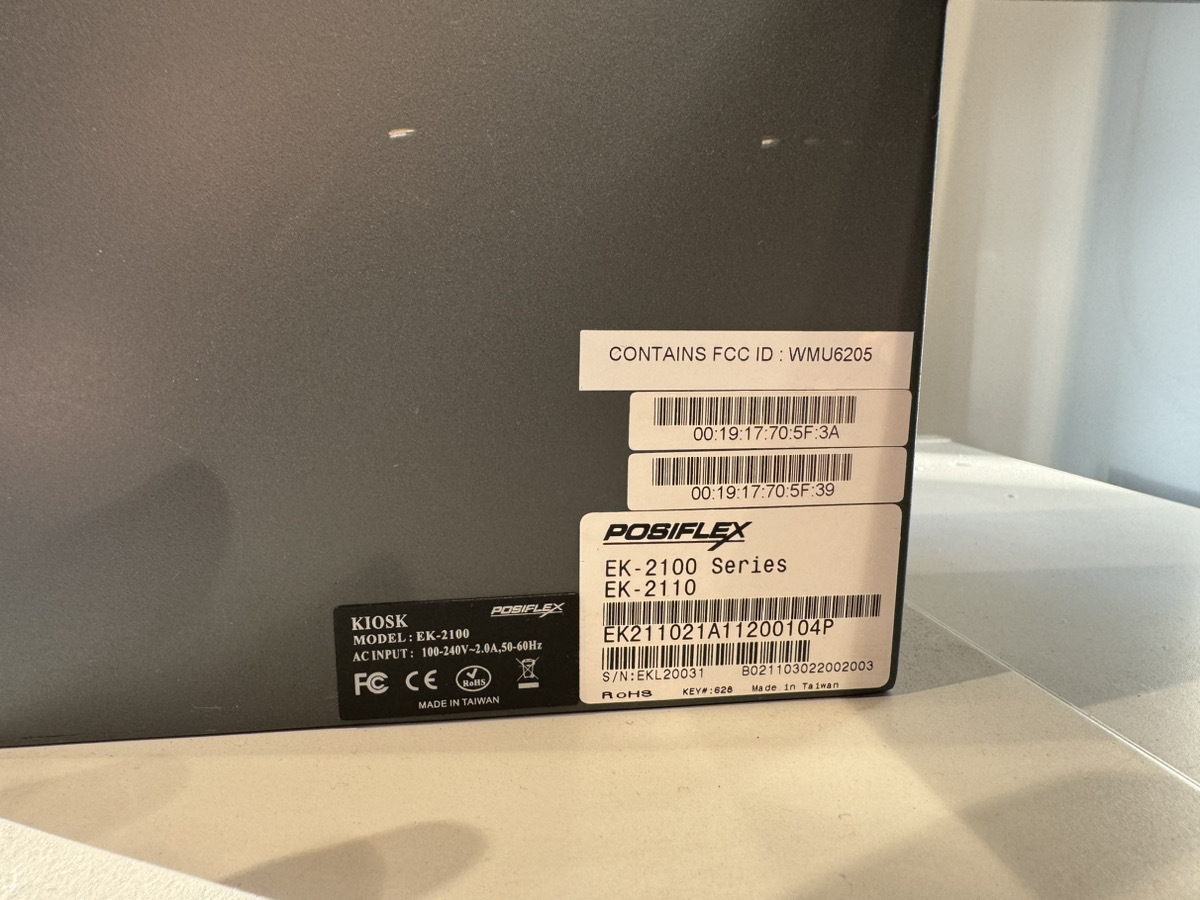 CONTAINS FCC ID : WMU6205
00:19:17:70:5F:3A
00:19:17:70:5F:39
POSIFLEX
EK-2100 Series
EK-2110
EK211021A11200104P
S/N:EKL20031 B021103022002003
RoHS KEY#:628 Made in Taiwan
POSIFLEX
KIOSK
MODEL : EK-2100
AC INPUT : 100-240V~2.0A,50-60Hz
FC CE RoHS
MADE IN TAIWAN